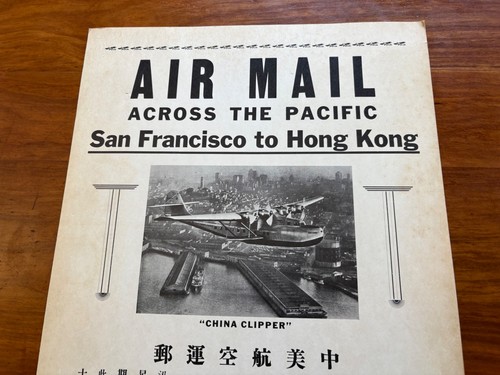 AIR MAIL
ACROSS THE PACIFIC
San Francisco to Hong Kong
"CHINA CLIPPER"
中美航空運郵